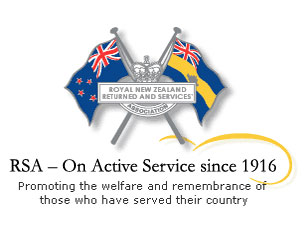 ROYAL NEW ZEALAND
RETURNED AND SERVICES'
ASSOCIATION
RSA – On Active Service since 1916
Promoting the welfare and remembrance of
those who have served their country